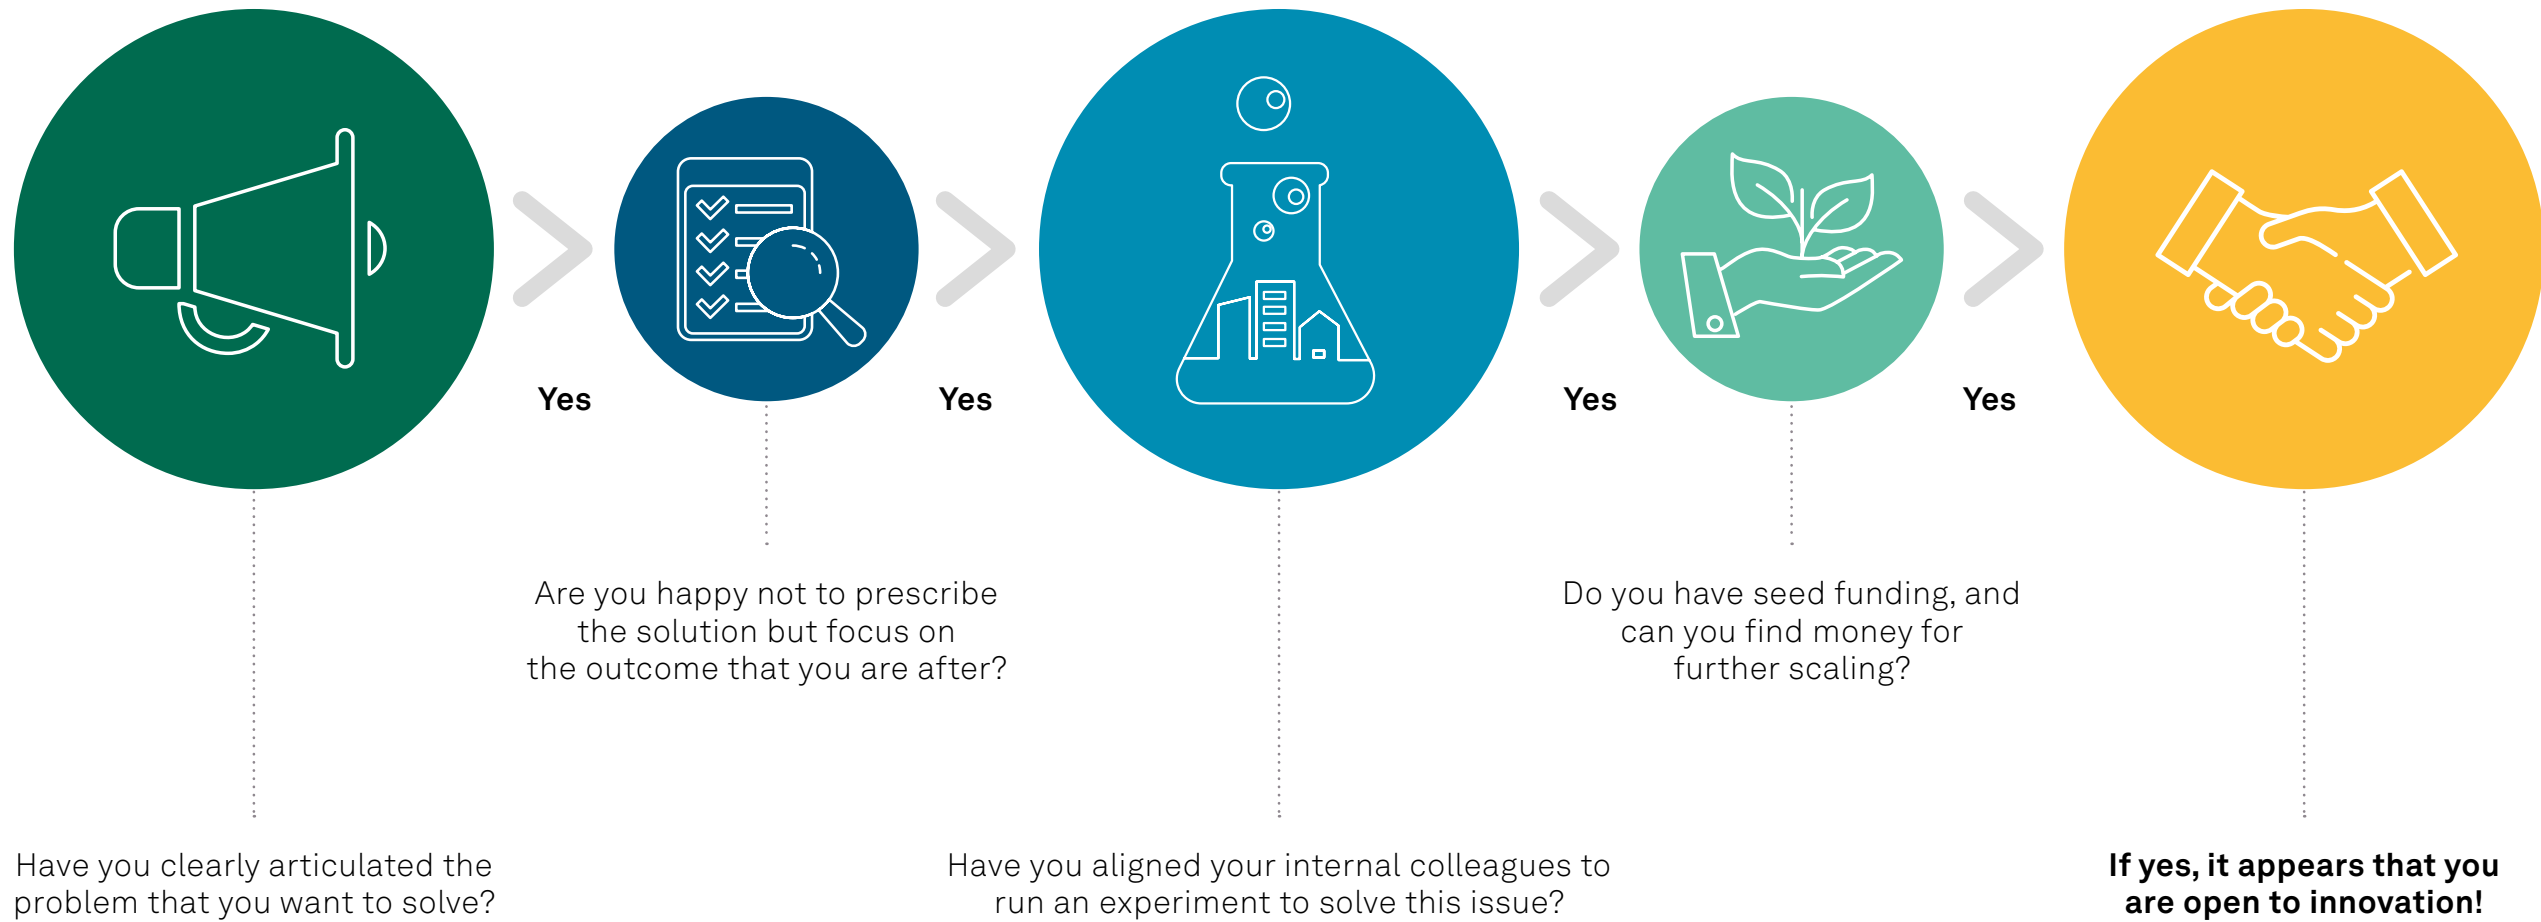 Yes
Yes
Yes
Yes
Are you happy not to prescribe
the solution but focus on
the outcome that you are after?
Do you have seed funding, and
can you find money for
further scaling?
Have you clearly articulated the
problem that you want to solve?
Have you aligned your internal colleagues to
run an experiment to solve this issue?
If yes, it appears that you
are open to innovation!